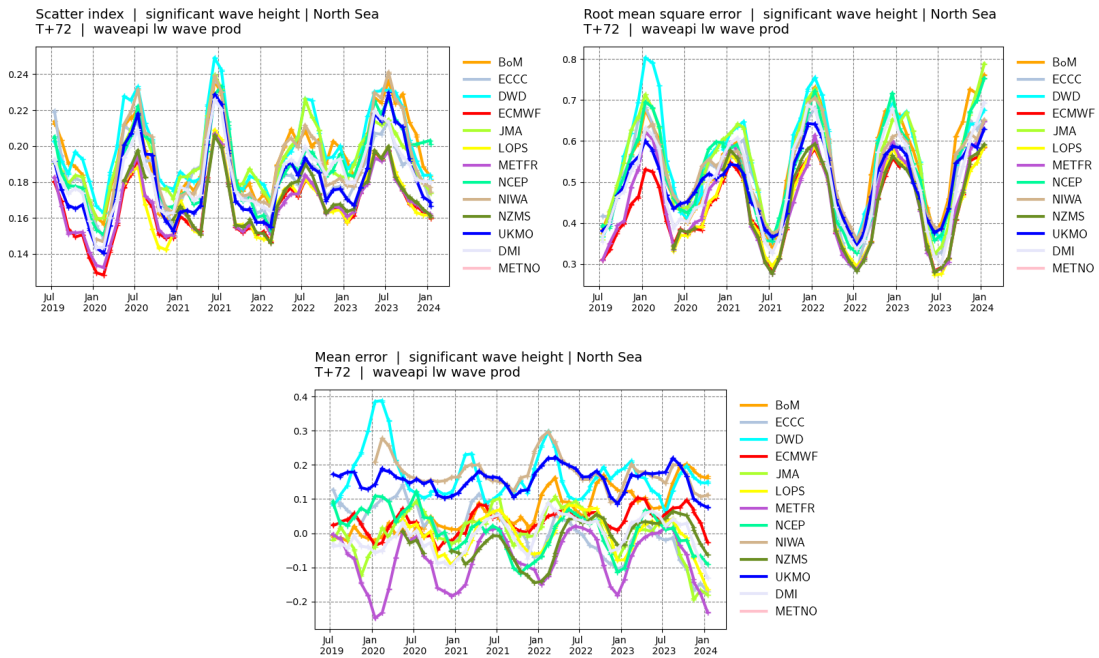 Scatter index | significant wave height | North Sea
T+72 | waveapi lw wave prod
0.24
0.22
0.20
0.18
0.16
0.14
Jul 2019
Jan 2020
Jul 2020
Jan 2021
Jul 2021
Jan 2022
Jul 2022
Jan 2023
Jul 2023
Jan 2024
BoM
ECCC
DWD
ECMWF
JMA
LOPS
METFR
NCEP
NIWA
NZMS
UKMO
DMI
METNO
Root mean square error | significant wave height | North Sea
T+72 | waveapi lw wave prod
0.8
0.7
0.6
0.5
0.4
0.3
Jul 2019
Jan 2020
Jul 2020
Jan 2021
Jul 2021
Jan 2022
Jul 2022
Jan 2023
Jul 2023
Jan 2024
BoM
ECCC
DWD
ECMWF
JMA
LOPS
METFR
NCEP
NIWA
NZMS
UKMO
DMI
METNO
Mean error | significant wave height | North Sea
T+72 | waveapi lw wave prod
0.4
0.3
0.2
0.1
0.0
−0.1
−0.2
Jul 2019
Jan 2020
Jul 2020
Jan 2021
Jul 2021
Jan 2022
Jul 2022
Jan 2023
Jul 2023
Jan 2024
BoM
ECCC
DWD
ECMWF
JMA
LOPS
METFR
NCEP
NIWA
NZMS
UKMO
DMI
METNO